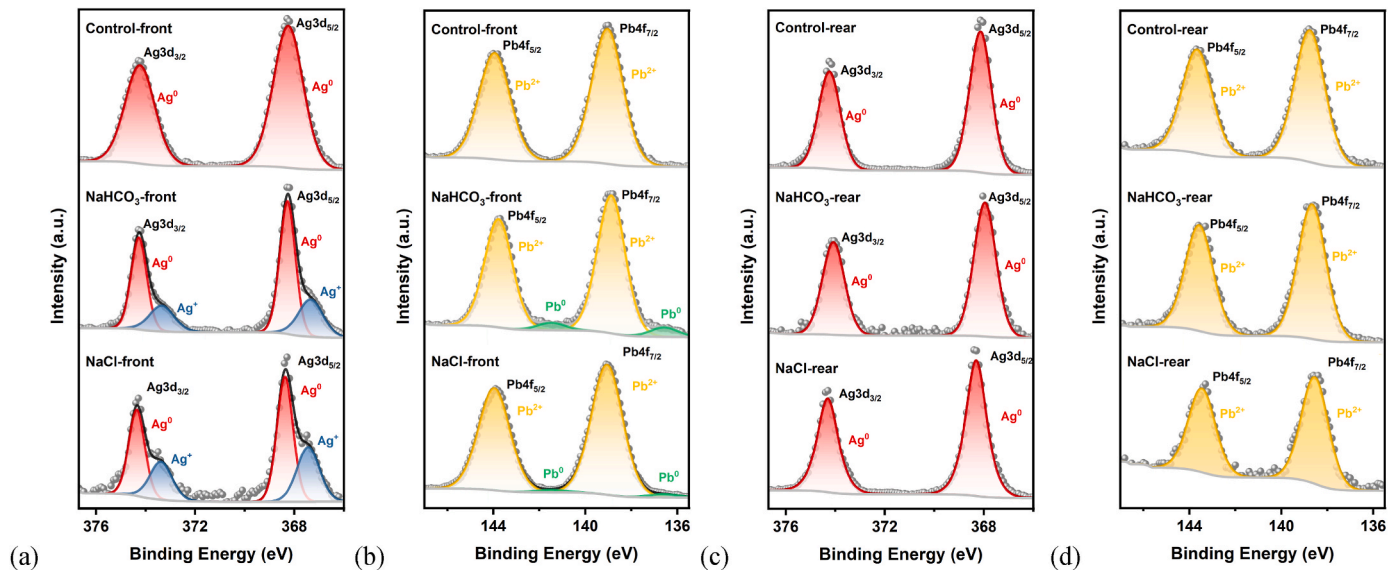 Control-front
Ag3d5/2
Ag3d3/2
Ag⁰
Ag⁰
NaHCO3-front
Ag3d5/2
Ag3d3/2
Ag⁰
Ag⁰
Ag⁺
Ag⁺
NaCl-front
Ag3d5/2
Ag3d3/2
Ag⁰
Ag⁰
Ag⁺
Ag⁺
Intensity (a.u.)
376 372 368
Binding Energy (eV)
(a)
Control-front
Pb4f7/2
Pb4f5/2
Pb²⁺
Pb²⁺
NaHCO3-front
Pb4f7/2
Pb4f5/2
Pb²⁺
Pb²⁺
Pb⁰
Pb⁰
NaCl-front
Pb4f7/2
Pb4f5/2
Pb²⁺
Pb²⁺
Pb⁰
Pb⁰
Intensity (a.u.)
144 140 136
Binding Energy (eV)
(b)
Control-rear
Ag3d5/2
Ag3d3/2
Ag⁰
Ag⁰
NaHCO3-rear
Ag3d5/2
Ag3d3/2
Ag⁰
Ag⁰
NaCl-rear
Ag3d5/2
Ag3d3/2
Ag⁰
Ag⁰
Intensity (a.u.)
376 372 368
Binding Energy (eV)
(c)
Control-rear
Pb4f7/2
Pb4f5/2
Pb²⁺
Pb²⁺
NaHCO3-rear
Pb4f7/2
Pb4f5/2
Pb²⁺
Pb²⁺
NaCl-rear
Pb4f7/2
Pb4f5/2
Pb²⁺
Pb²⁺
Intensity (a.u.)
144 140 136
Binding Energy (eV)
(d)